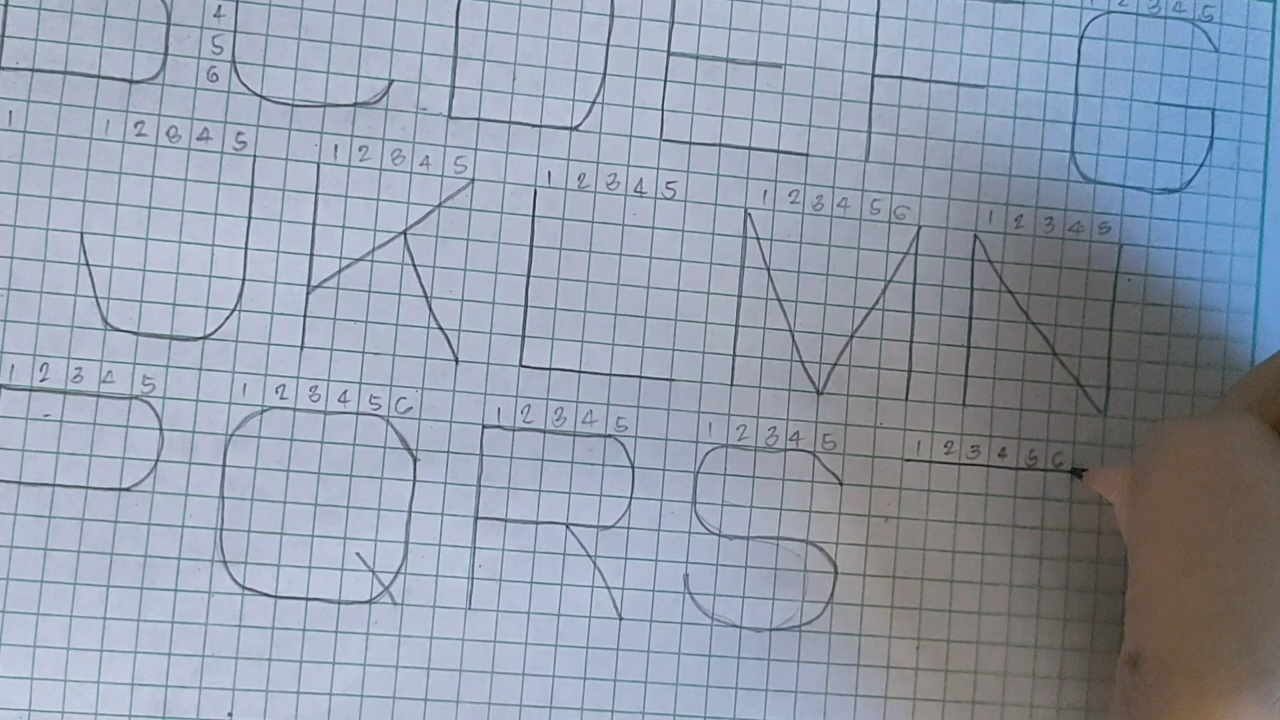 4
5
6
C D E F G
1 2 3 4 5
1 1 2 3 4 5 1 2 3 4 5 1 2 3 4 5 1 2 3 4 5 6 1 2 3 4 5
J K L M N
1 2 3 4 5 1 2 3 4 5 6 1 2 3 4 5 1 2 3 4 5 1 2 3 4 5 6
P Q R S